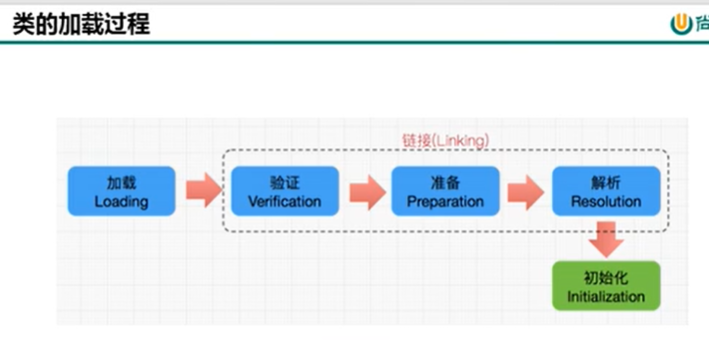 类的加载过程
尚
链接(Linking)
加载
Loading
验证
Verification
准备
Preparation
解析
Resolution
初始化
Initialization